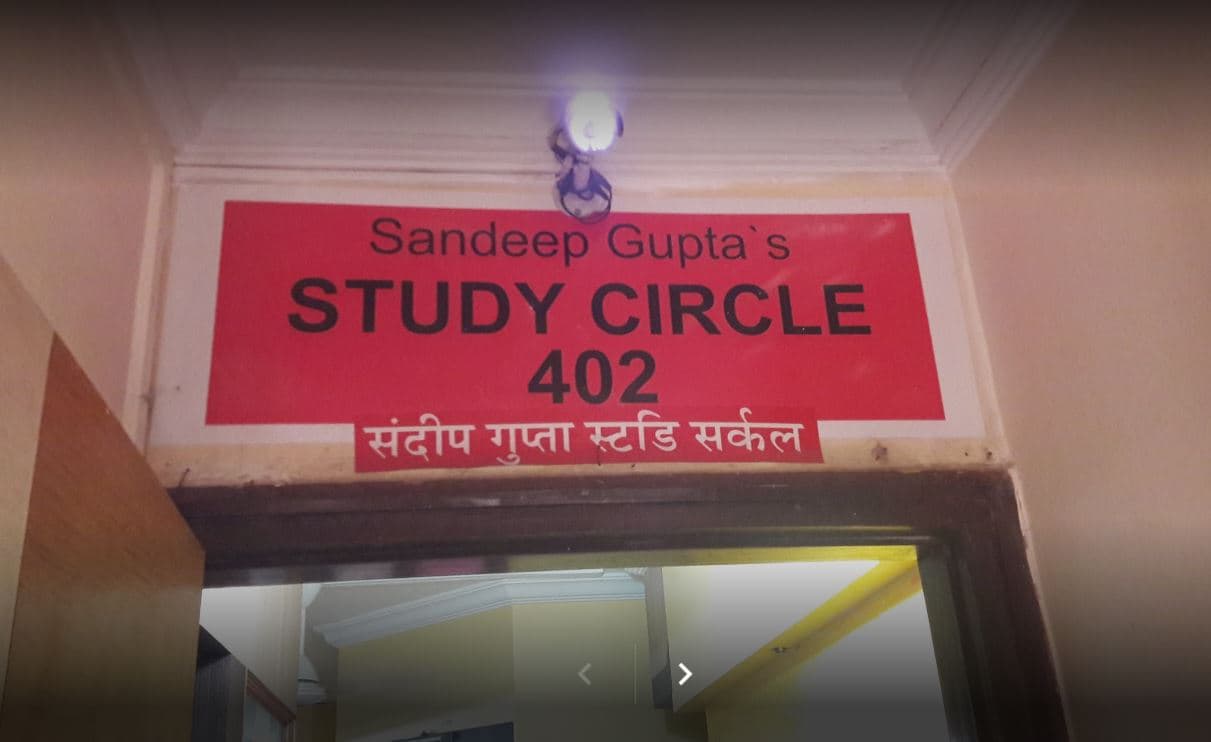 Sandeep Gupta`s
STUDY CIRCLE
402
संदीप गुप्ता स्टडि सर्कल